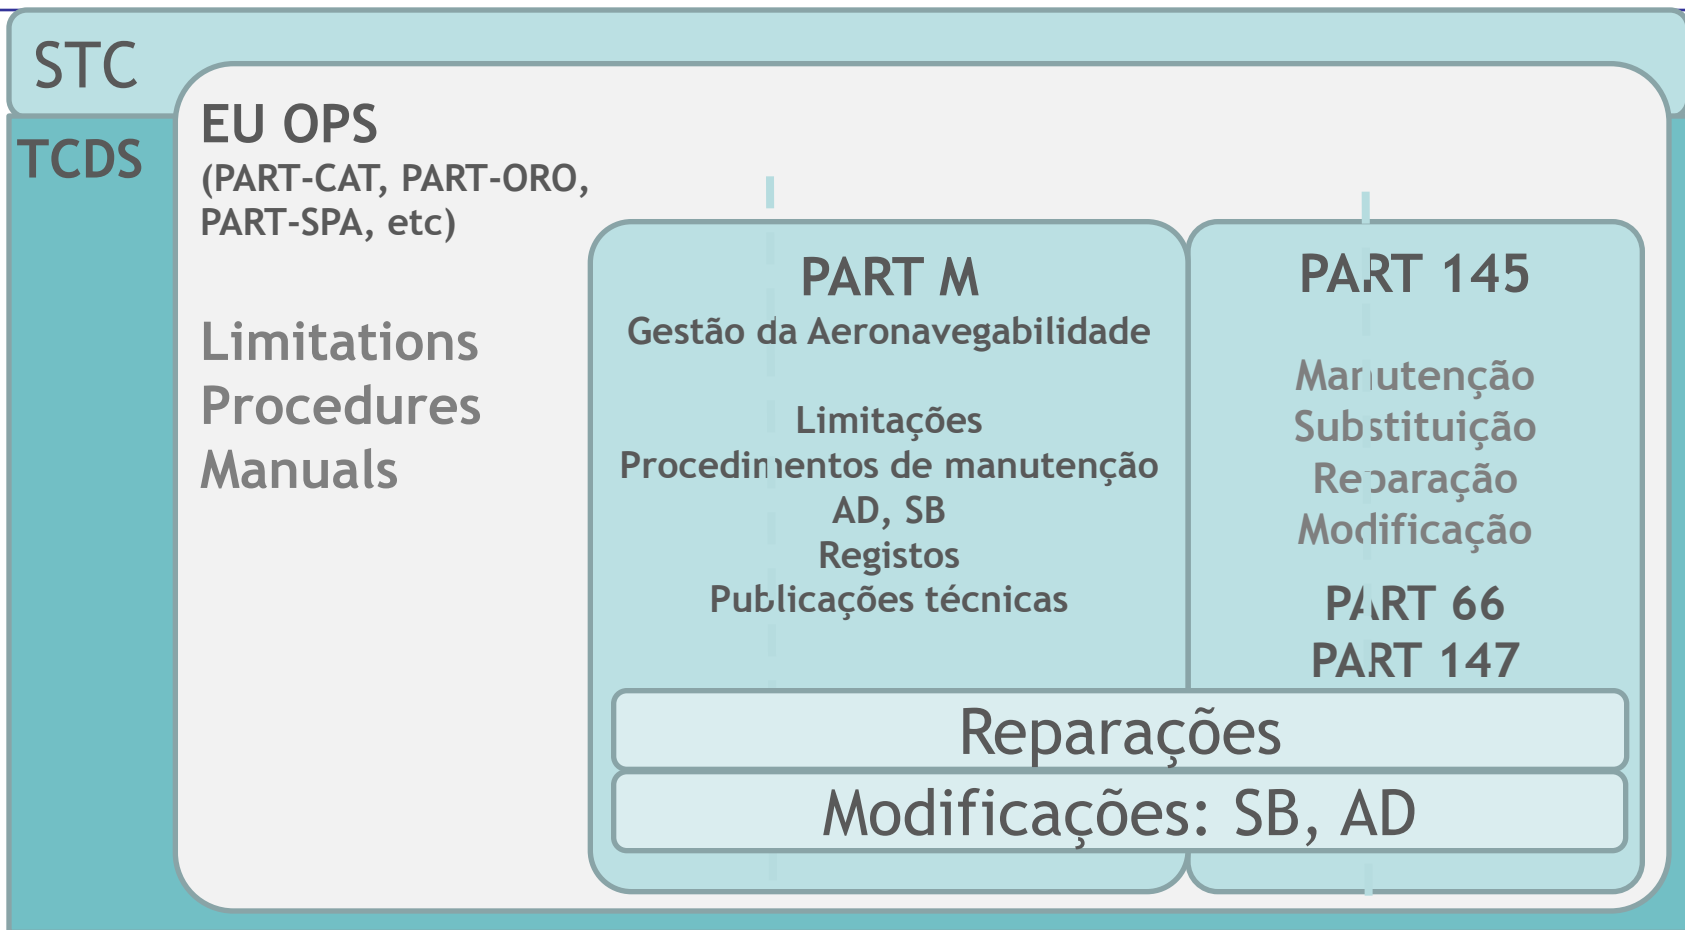 STC
TCDS
EU OPS
(PART-CAT, PART-ORO,
PART-SPA, etc)
Limitations
Procedures
Manuals
PART M
Gestão da Aeronavegabilidade
Limitações
Procedimentos de manutenção
AD, SB
Registos
Publicações técnicas
PART 145
Manutenção
Substituição
Reparação
Modificação
PART 66
PART 147
Reparações
Modificações: SB, AD